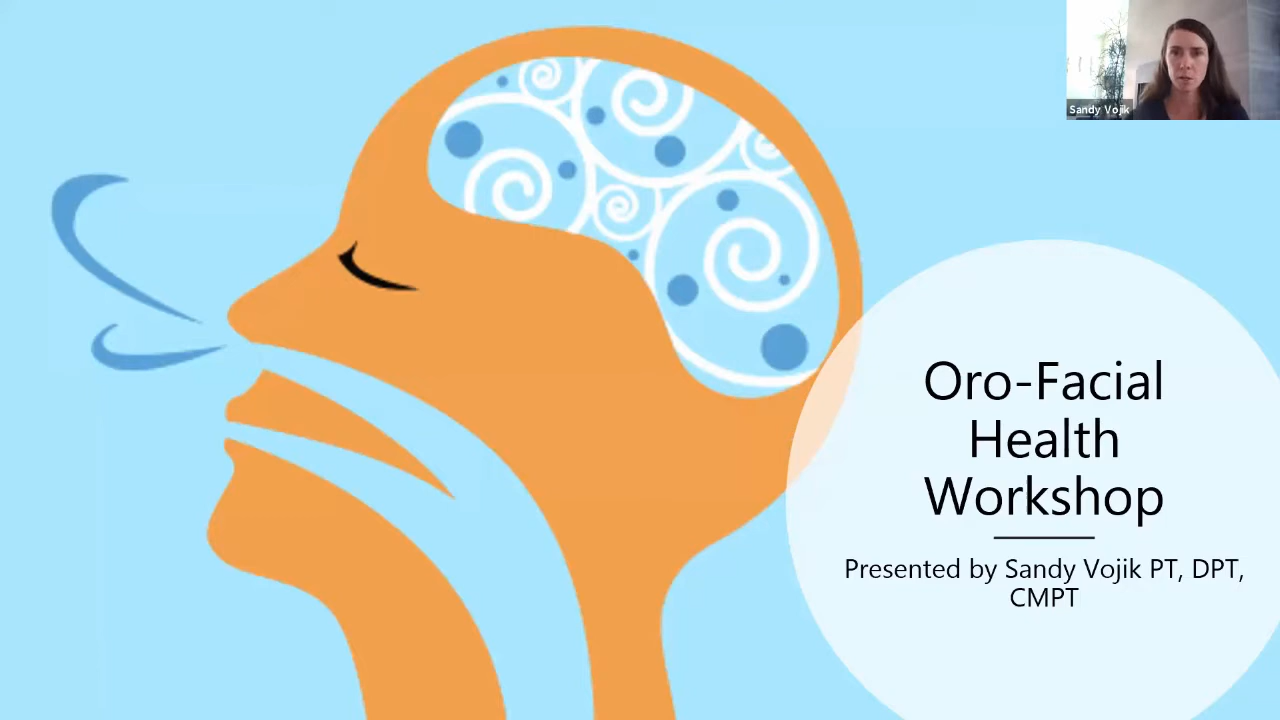 Sandy Vojik
Oro-Facial
Health
Workshop
Presented by Sandy Vojik PT, DPT,
CMPT